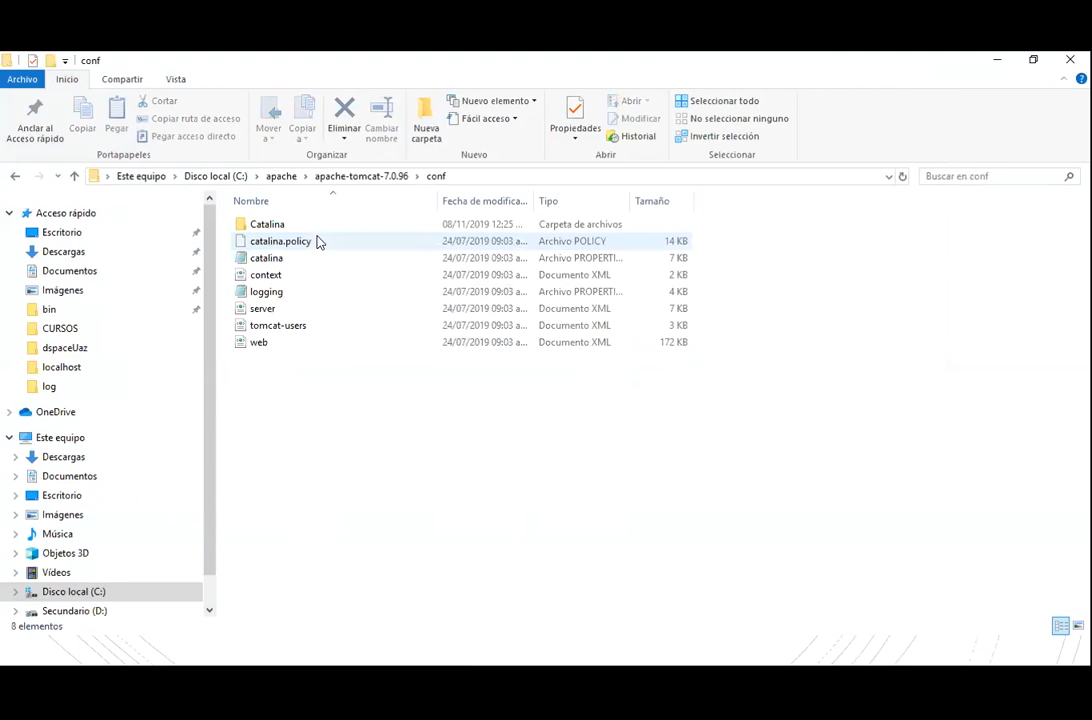 conf
Archivo Inicio Compartir Vista
Anclar al Acceso rápido
Copiar
Pegar
Cortar
Copiar ruta de acceso
Pegar acceso directo
Portapapeles
Mover a
Copiar a
Eliminar
Cambiar nombre
Organizar
Nueva carpeta
Nuevo elemento
Fácil acceso
Nuevo
Propiedades
Abrir
Modificar
Historial
Abrir
Seleccionar todo
No seleccionar ninguno
Invertir selección
Seleccionar
Este equipo Disco local (C:) apache apache-tomcat-7.0.96 conf
Buscar en conf
Acceso rápido
Escritorio
Descargas
Documentos
Imágenes
bin
CURSOS
dspaceUaz
localhost
log
OneDrive
Este equipo
Descargas
Documentos
Escritorio
Imágenes
Música
Objetos 3D
Vídeos
Disco local (C:)
Secundario (D:)
Nombre Fecha de modifica... Tipo Tamaño
Catalina 08/11/2019 12:25 ... Carpeta de archivos
catalina.policy 24/07/2019 09:03 a... Archivo POLICY 14 KB
catalina 24/07/2019 09:03 a... Archivo PROPERTI... 7 KB
context 24/07/2019 09:03 a... Documento XML 2 KB
logging 24/07/2019 09:03 a... Archivo PROPERTI... 4 KB
server 24/07/2019 09:03 a... Documento XML 7 KB
tomcat-users 24/07/2019 09:03 a... Documento XML 3 KB
web 24/07/2019 09:03 a... Documento XML 172 KB
8 elementos